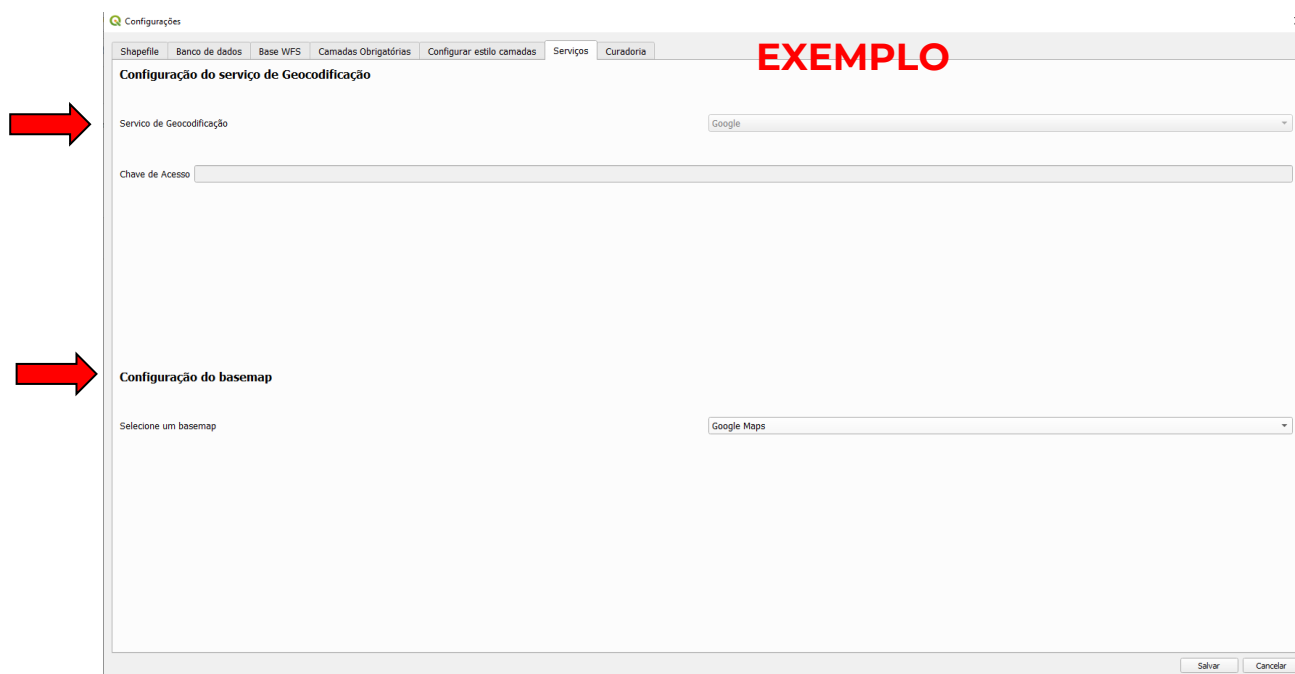 Configurações
Shapefile Banco de dados Base WFS Camadas Obrigatórias Configurar estilo camadas Serviços Curadoria
EXEMPLO
Configuração do serviço de Geocodificação
Servico de Geocodificação Google
Chave de Acesso
Configuração do basemap
Selecione um basemap Google Maps
Salvar Cancelar